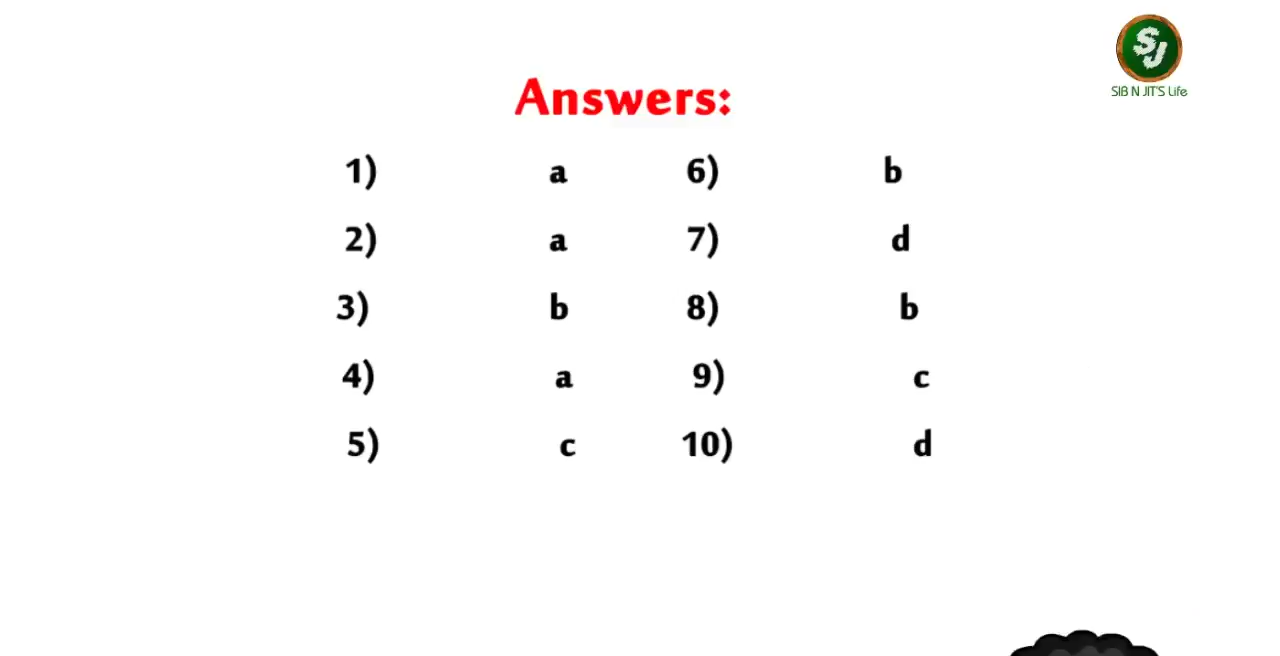 SJ
SIB N JIT'S Life
Answers:
1) a 6) b
2) a 7) d
3) b 8) b
4) a 9) c
5) c 10) d